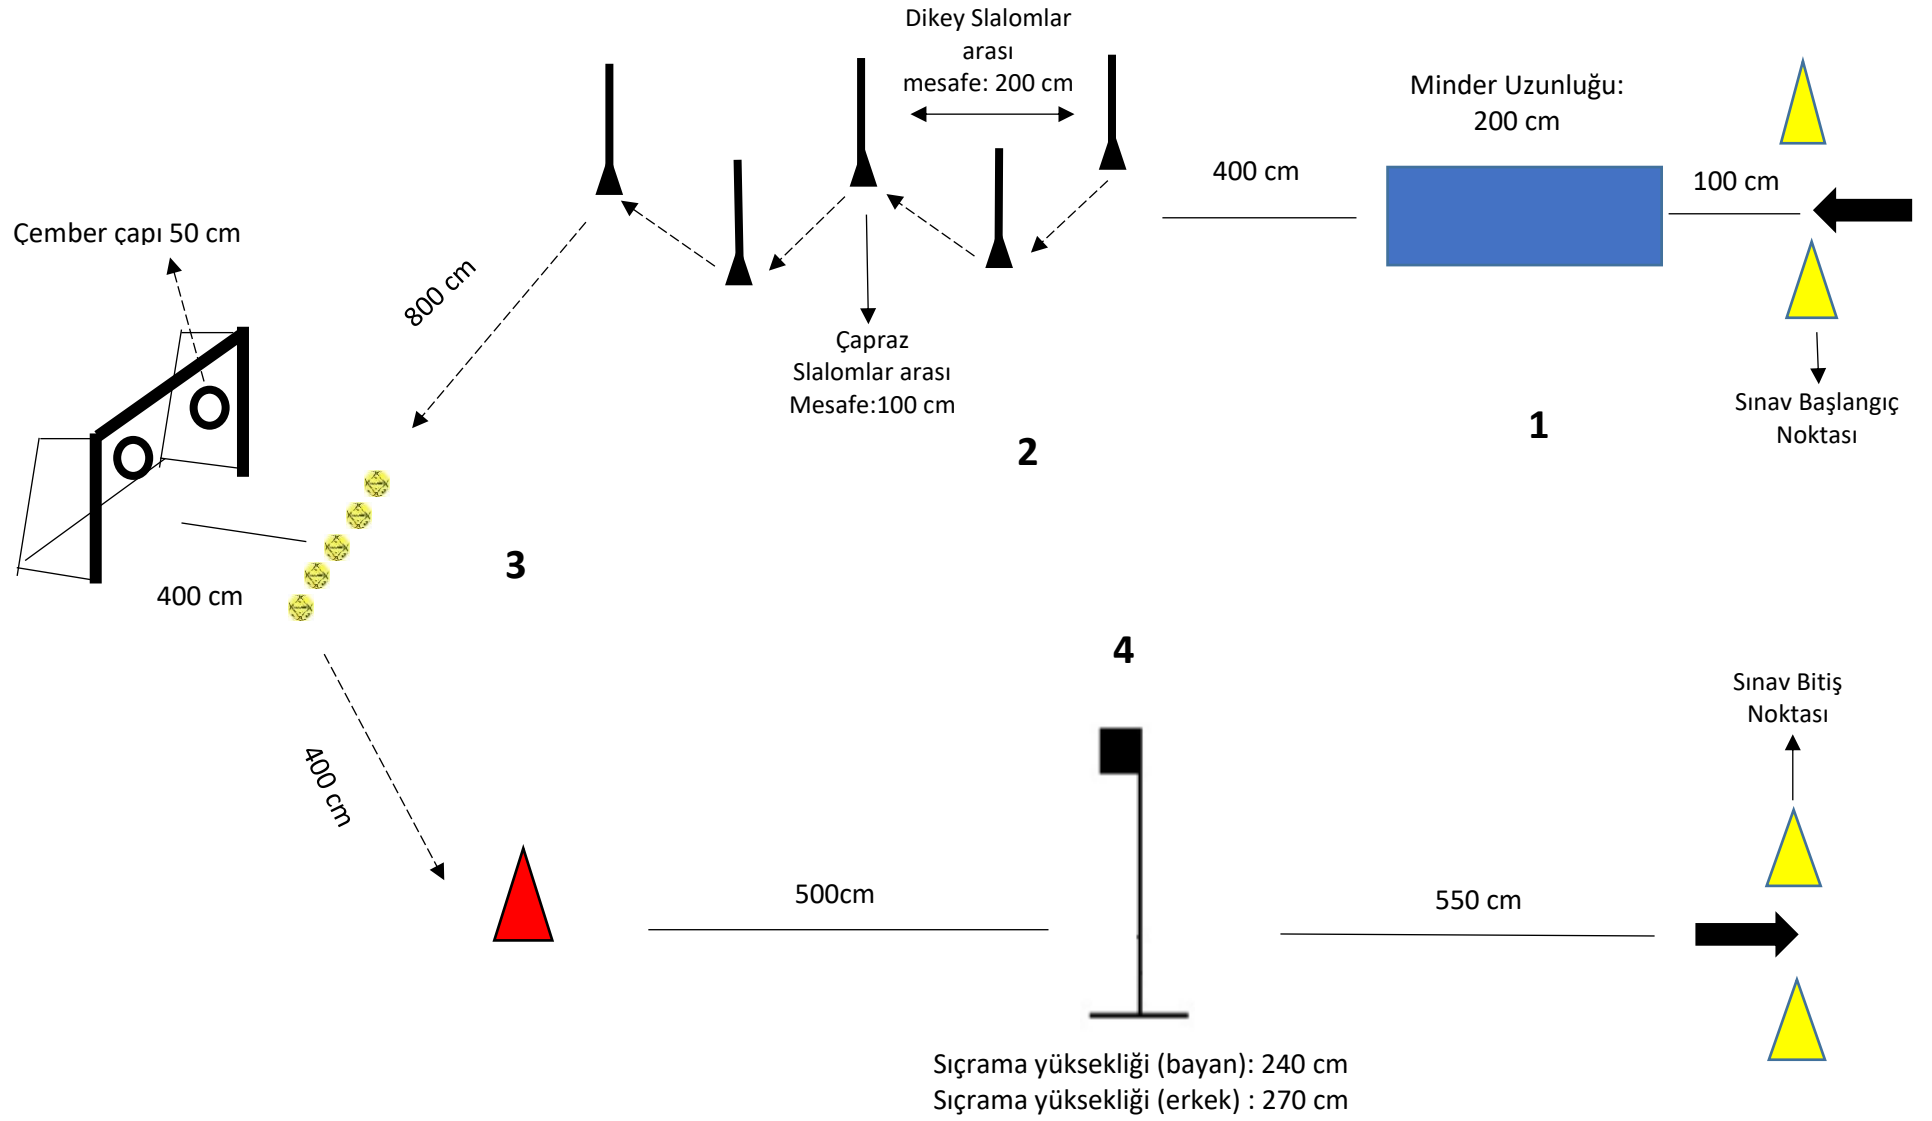 Dikey Slalomlar
arası
mesafe: 200 cm
Minder Uzunluğu:
200 cm
400 cm
100 cm
Çember çapı 50 cm
800 cm
Çapraz
Slalomlar arası
Mesafe:100 cm
Sınav Başlangıç
Noktası
1
2
3
400 cm
4
400 cm
Sınav Bitiş
Noktası
500cm
550 cm
Sıçrama yüksekliği (bayan): 240 cm
Sıçrama yüksekliği (erkek) : 270 cm